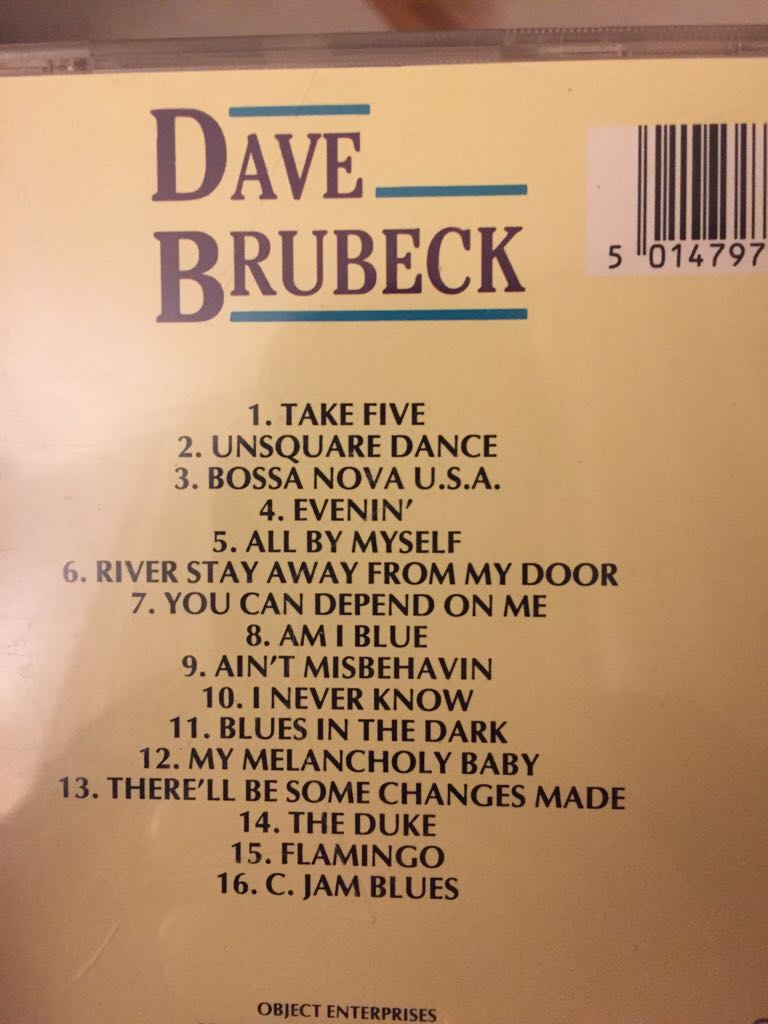 DAVE
BRUBECK
5 014797
1. TAKE FIVE
2. UNSQUARE DANCE
3. BOSSA NOVA U.S.A.
4. EVENIN'
5. ALL BY MYSELF
6. RIVER STAY AWAY FROM MY DOOR
7. YOU CAN DEPEND ON ME
8. AM I BLUE
9. AIN'T MISBEHAVIN
10. I NEVER KNOW
11. BLUES IN THE DARK
12. MY MELANCHOLY BABY
13. THERE'LL BE SOME CHANGES MADE
14. THE DUKE
15. FLAMINGO
16. C. JAM BLUES
OBJECT ENTERPRISES